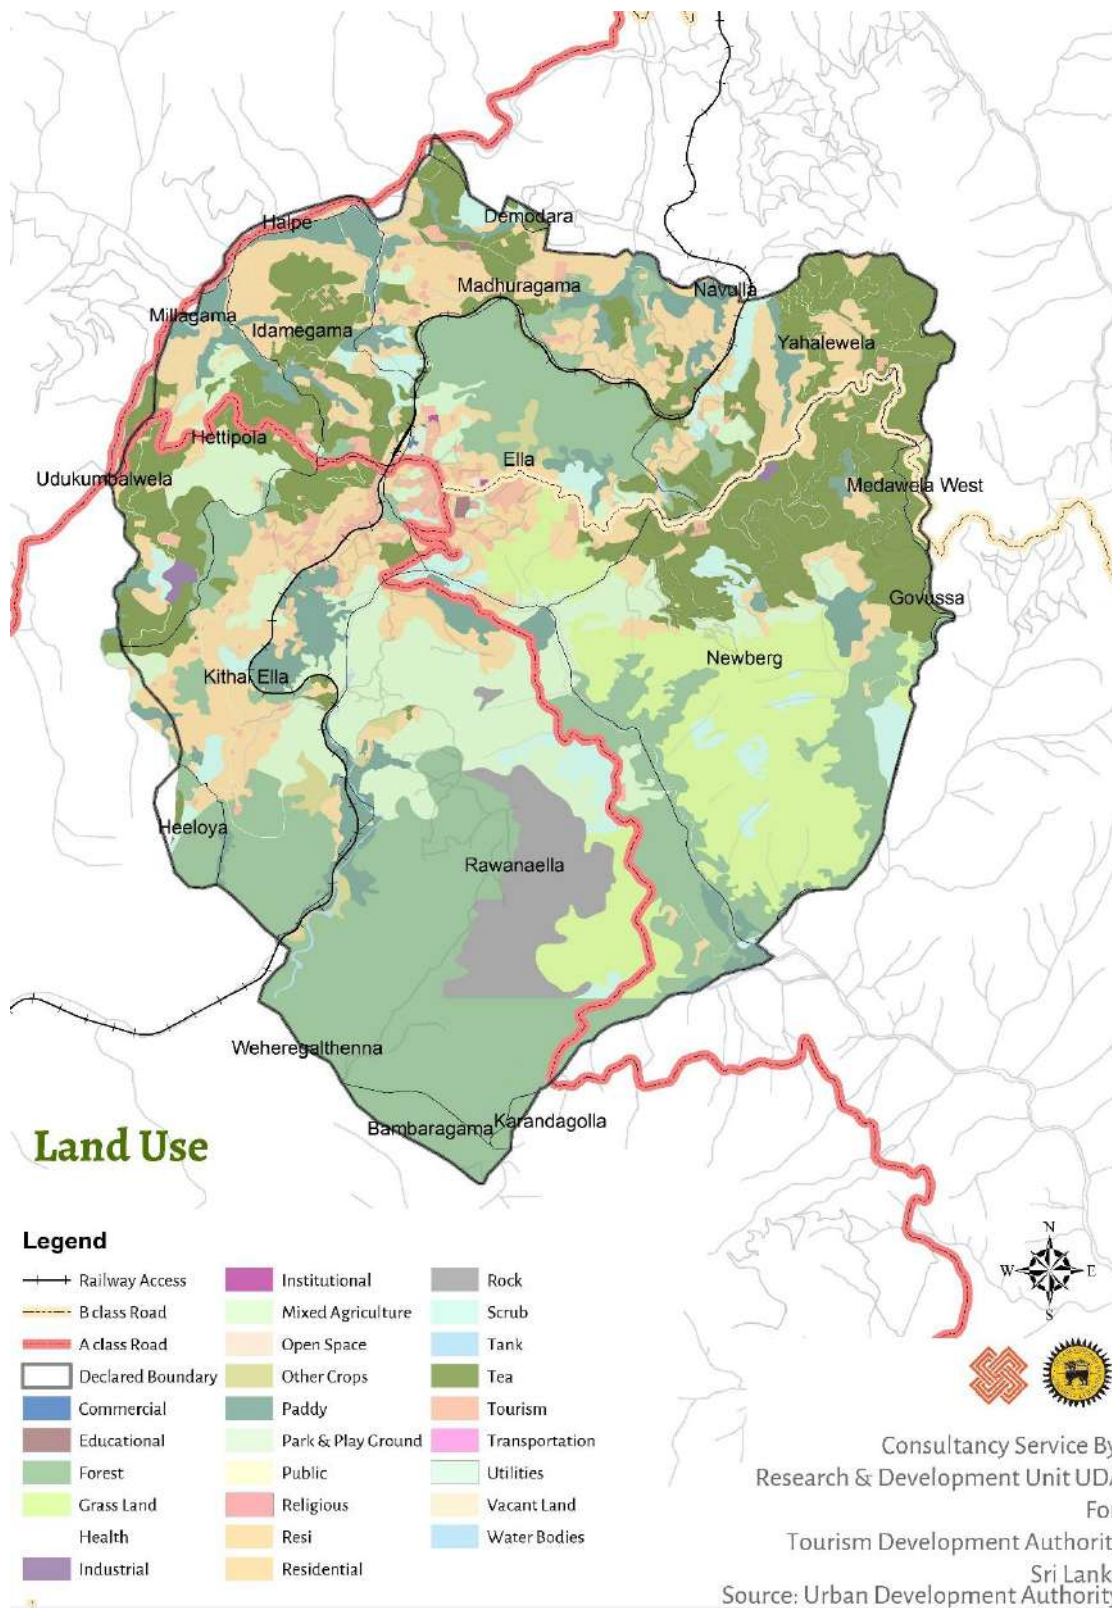 Halpe
Demodara
Madhuragama
Navulla
Millagama
Idamegama
Yahalewela
Hettipola
Ella
Udukumbalwela
Medawela West
Govussa
Newberg
Kithal Ella
Heeloya
Rawanaella
Weheregalthenna
Bambaragama
Karandagolla
Land Use
Legend
Railway Access
B class Road
A class Road
Declared Boundary
Commercial
Educational
Forest
Grass Land
Health
Industrial
Institutional
Mixed Agriculture
Open Space
Other Crops
Paddy
Park & Play Ground
Public
Religious
Resi
Residential
Rock
Scrub
Tank
Tea
Tourism
Transportation
Utilities
Vacant Land
Water Bodies
N
W E
S
Consultancy Service By
Research & Development Unit UDA
For
Tourism Development Authorit
Sri Lank
Source: Urban Development Authority